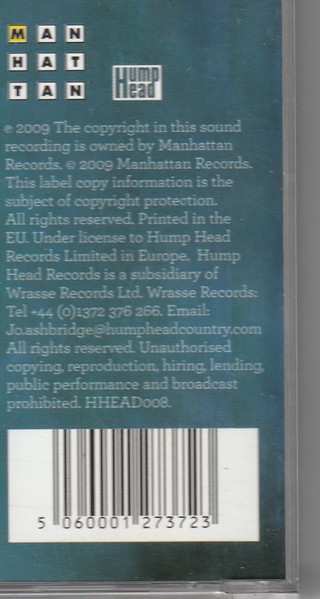 MAN
HAT
TAN
Hump
Head
℗ 2009 The copyright in this sound
recording is owned by Manhattan
Records. © 2009 Manhattan Records.
This label copy information is the
subject of copyright protection.
All rights reserved. Printed in the
EU. Under license to Hump Head
Records Limited in Europe, Hump
Head Records is a subsidiary of
Wrasse Records Ltd. Wrasse Records:
Tel +44 (0)1372 376 266. Email:
Jo.ashbridge@humpheadcountry.com
All rights reserved. Unauthorised
copying, reproduction, hiring, lending,
public performance and broadcast
prohibited. HHEAD008.
5 060001 273723